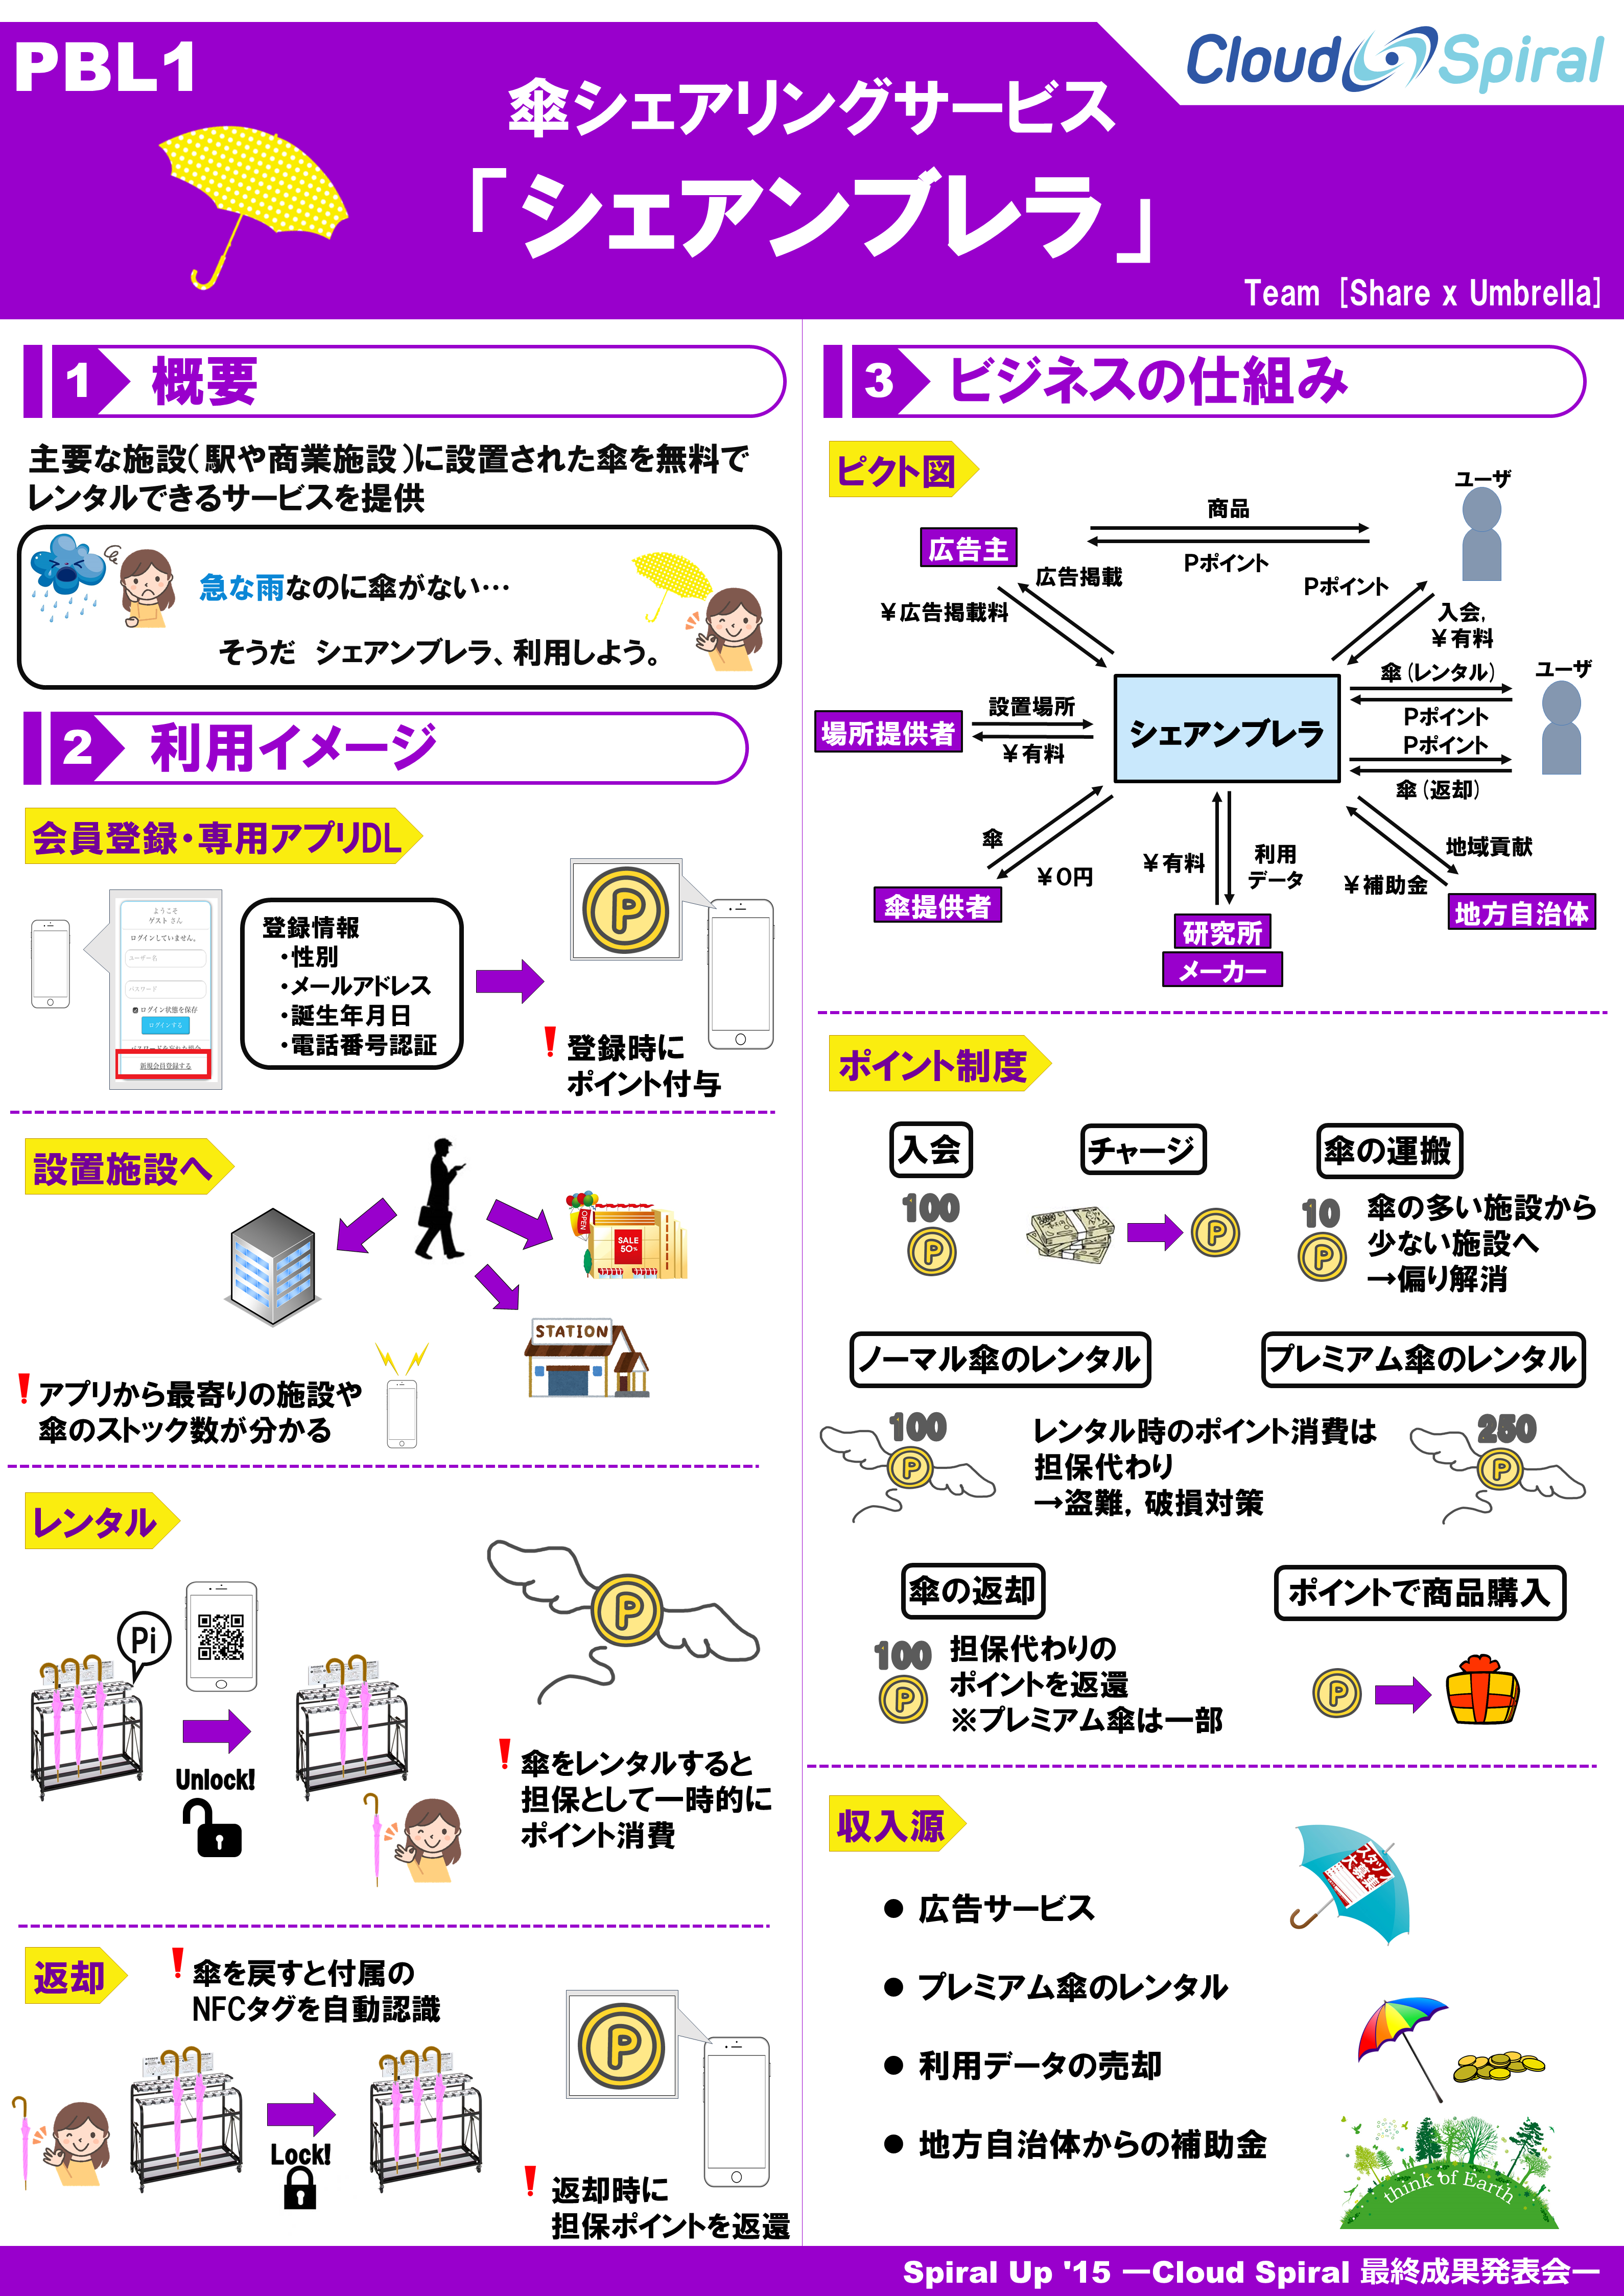 PBL1
Cloud Spiral
傘シェアリングサービス
「シェアンブレラ」
Team [Share x Umbrella]
1 概要
主要な施設(駅や商業施設)に設置された傘を無料で
レンタルできるサービスを提供
急な雨なのに傘がない…
そうだ シェアンブレラ、利用しよう。
2 利用イメージ
会員登録・専用アプリDL
ようこそ
ゲスト さん
ログインしていません。
ユーザー名
パスワード
ログイン状態を保存
ログインする
新規会員登録する
登録情報
・性別
・メールアドレス
・誕生年月日
・電話番号認証
P
! 登録時に
ポイント付与
設置施設へ
OPEN
SALE
50%
STATION
! アプリから最寄りの施設や
傘のストック数が分かる
レンタル
Pi
Unlock!
P
! 傘をレンタルすると
担保として一時的に
ポイント消費
返却
! 傘を戻すと付属の
NFCタグを自動認識
Lock!
P
! 返却時に
担保ポイントを返還
3 ビジネスの仕組み
ピクト図
ユーザ
商品
広告主
Pポイント
広告掲載
Pポイント
¥広告掲載料
入会,
¥有料
傘(レンタル)
ユーザ
設置場所
場所提供者
シェアンブレラ
Pポイント
Pポイント
¥有料
傘(返却)
傘
¥0円
¥有料
利用
データ
地域貢献
¥補助金
傘提供者
地方自治体
研究所
メーカー
ポイント制度
入会
チャージ
傘の運搬
100
P
P
10
P
傘の多い施設から
少ない施設へ
→偏り解消
ノーマル傘のレンタル
プレミアム傘のレンタル
100
P
レンタル時のポイント消費は
担保代わり
→盗難, 破損対策
250
P
傘の返却
ポイントで商品購入
100
P
担保代わりの
ポイントを返還
※プレミアム傘は一部
P
収入源
スタッフ
大募集
● 広告サービス
● プレミアム傘のレンタル
● 利用データの売却
● 地方自治体からの補助金
think of Earth
Spiral Up '15 ーCloud Spiral 最終成果発表会ー